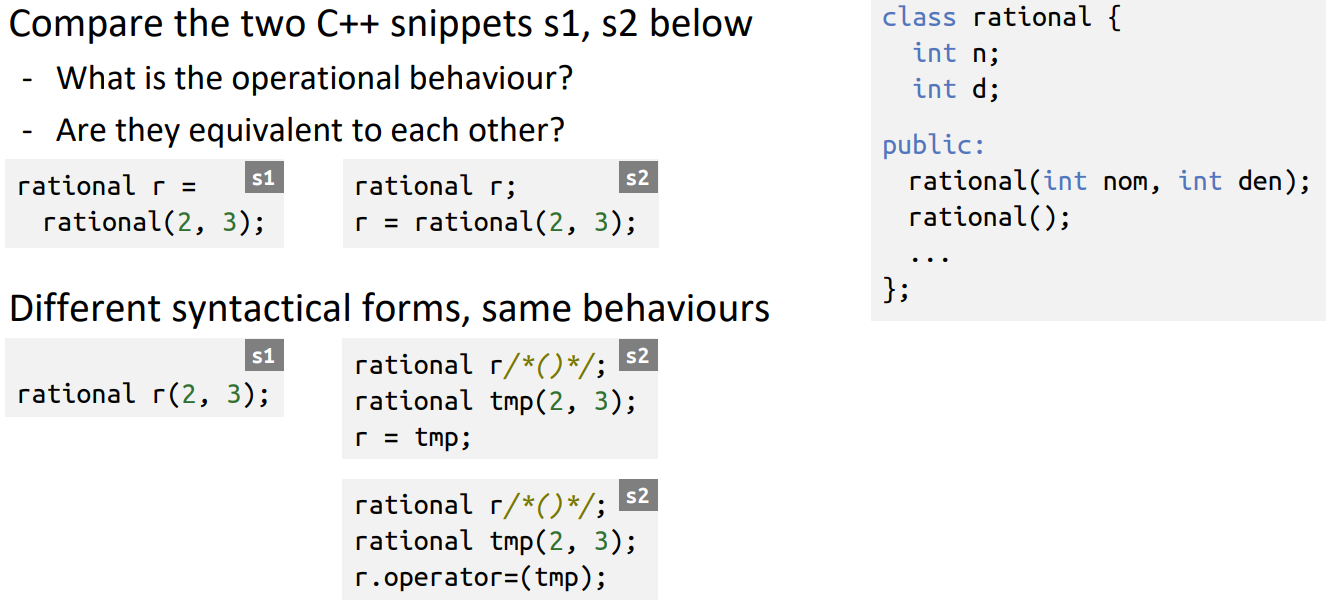 Compare the two C++ snippets s1, s2 below
- What is the operational behaviour?
- Are they equivalent to each other?
s1
rational r =
rational(2, 3);
s2
rational r;
r = rational(2, 3);
Different syntactical forms, same behaviours
s1
rational r(2, 3);
s2
rational r/*()*/;
rational tmp(2, 3);
r = tmp;
s2
rational r/*()*/;
rational tmp(2, 3);
r.operator=(tmp);
class rational {
int n;
int d;
public:
rational(int nom, int den);
rational();
...
};